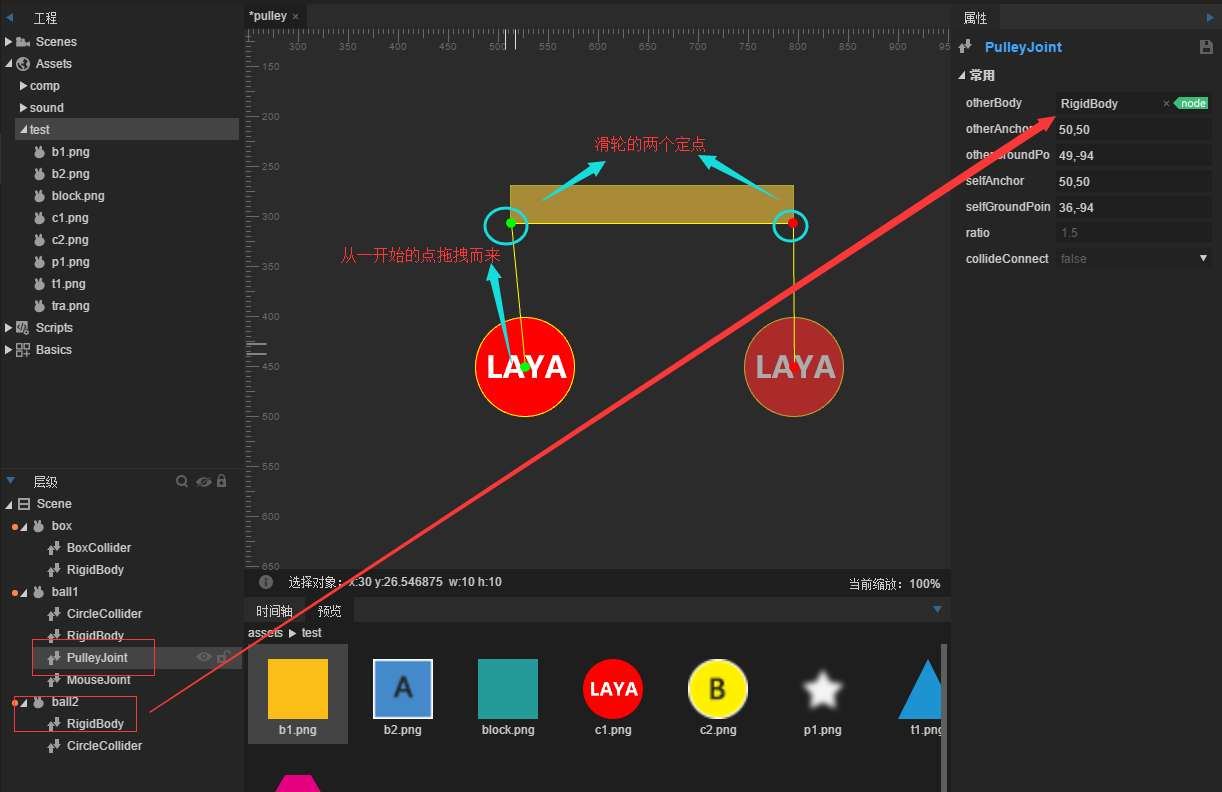 工程
Scenes
Assets
comp
sound
test
b1.png
b2.png
block.png
c1.png
c2.png
p1.png
t1.png
tra.png
Scripts
Basics
层级
Scene
box
BoxCollider
RigidBody
ball1
CircleCollider
RigidBody
PulleyJoint
MouseJoint
ball2
RigidBody
CircleCollider
*pulley ×
300 350 400 450 500 550 600 650 700 750 800 850 900 95
150
200
250
300
350
400
450
500
550
600
650
滑轮的两个定点
从一开始的点拖拽而来
LAYA
LAYA
选择对象：x:30 y:26.546875 w:10 h:10
当前缩放：100%
时间轴 预览
assets ▶ test
A
LAYA
B
b1.png
b2.png
block.png
c1.png
c2.png
p1.png
t1.png
属性
PulleyJoint
常用
otherBody RigidBody × node
otherAnchor 50,50
otherGroundPo 49,-94
selfAnchor 50,50
selfGroundPoin 36,-94
ratio 1.5
collideConnect false